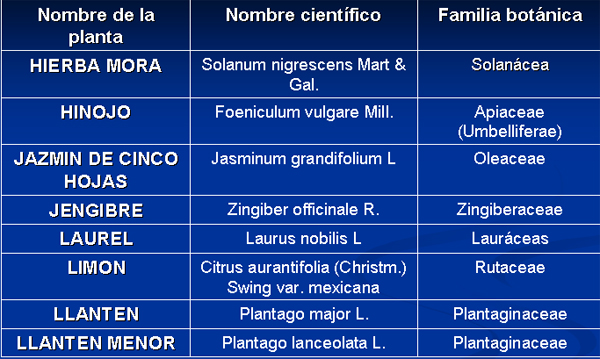 Nombre de la planta Nombre científico Familia botánica
HIERBA MORA Solanum nigrescens Mart & Gal. Solanácea
HINOJO Foeniculum vulgare Mill. Apiaceae (Umbelliferae)
JAZMIN DE CINCO HOJAS Jasminum grandifolium L Oleaceae
JENGIBRE Zingiber officinale R. Zingiberaceae
LAUREL Laurus nobilis L Lauráceas
LIMON Citrus aurantifolia (Christm.) Swing var. mexicana Rutaceae
LLANTEN Plantago major L. Plantaginaceae
LLANTEN MENOR Plantago lanceolata L. Plantaginaceae